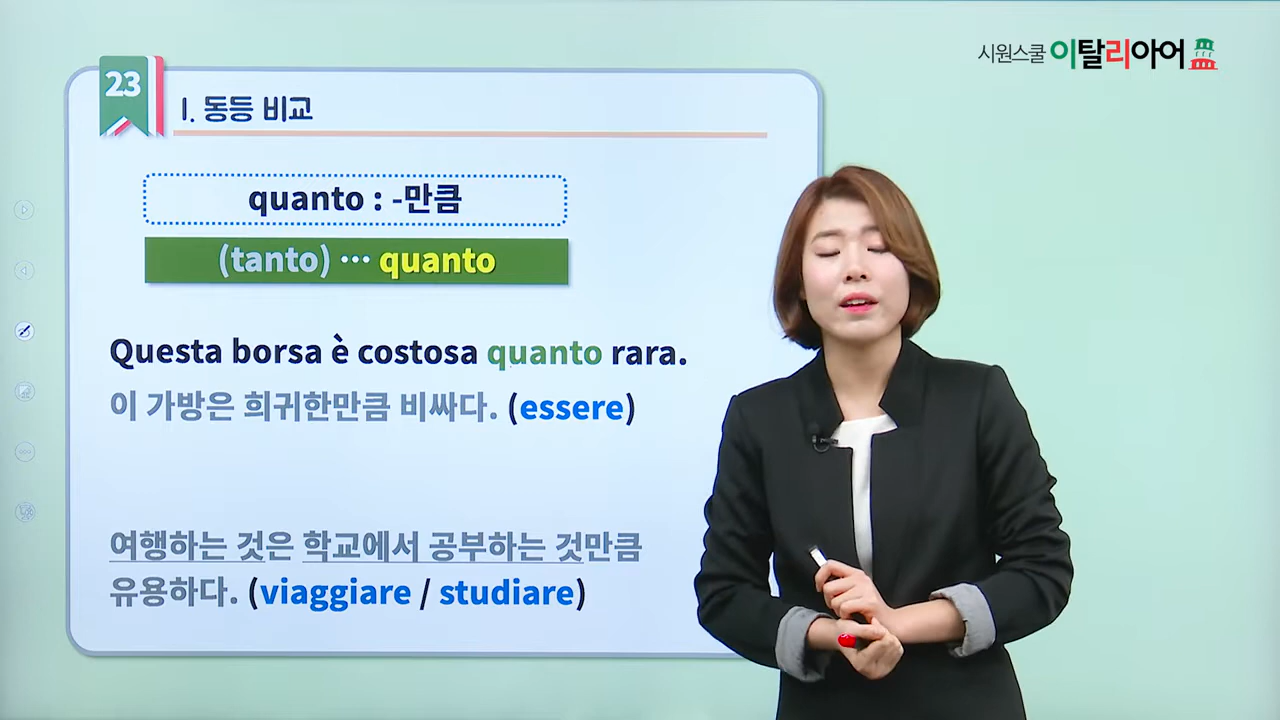 시원스쿨 이탈리아어
23
I. 동등 비교
quanto : -만큼
(tanto) ··· quanto
Questa borsa è costosa quanto rara.
이 가방은 희귀한만큼 비싸다. (essere)
여행하는 것은 학교에서 공부하는 것만큼
유용하다. (viaggiare / studiare)